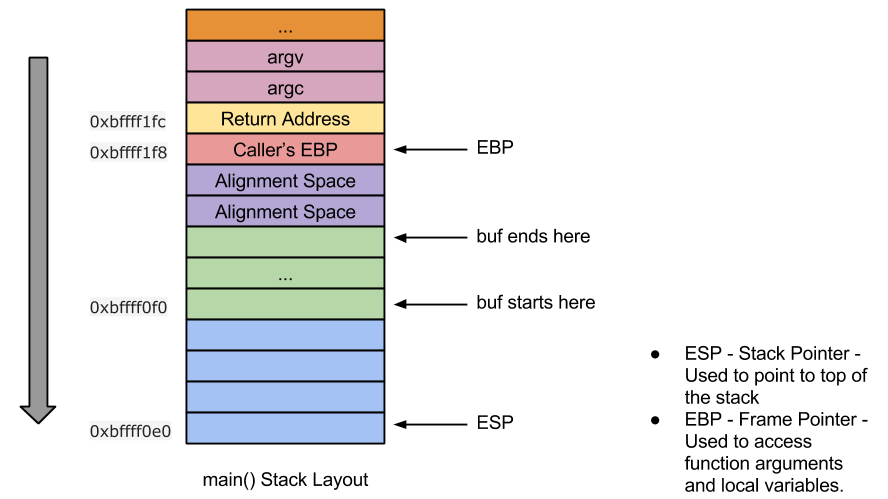 ...
argv
argc
0xbffff1fc
Return Address
0xbffff1f8
Caller's EBP
EBP
Alignment Space
Alignment Space
buf ends here
...
0xbffff0f0
buf starts here
0xbffff0e0
ESP
main() Stack Layout
● ESP - Stack Pointer -
Used to point to top of
the stack
● EBP - Frame Pointer -
Used to access
function arguments
and local variables.